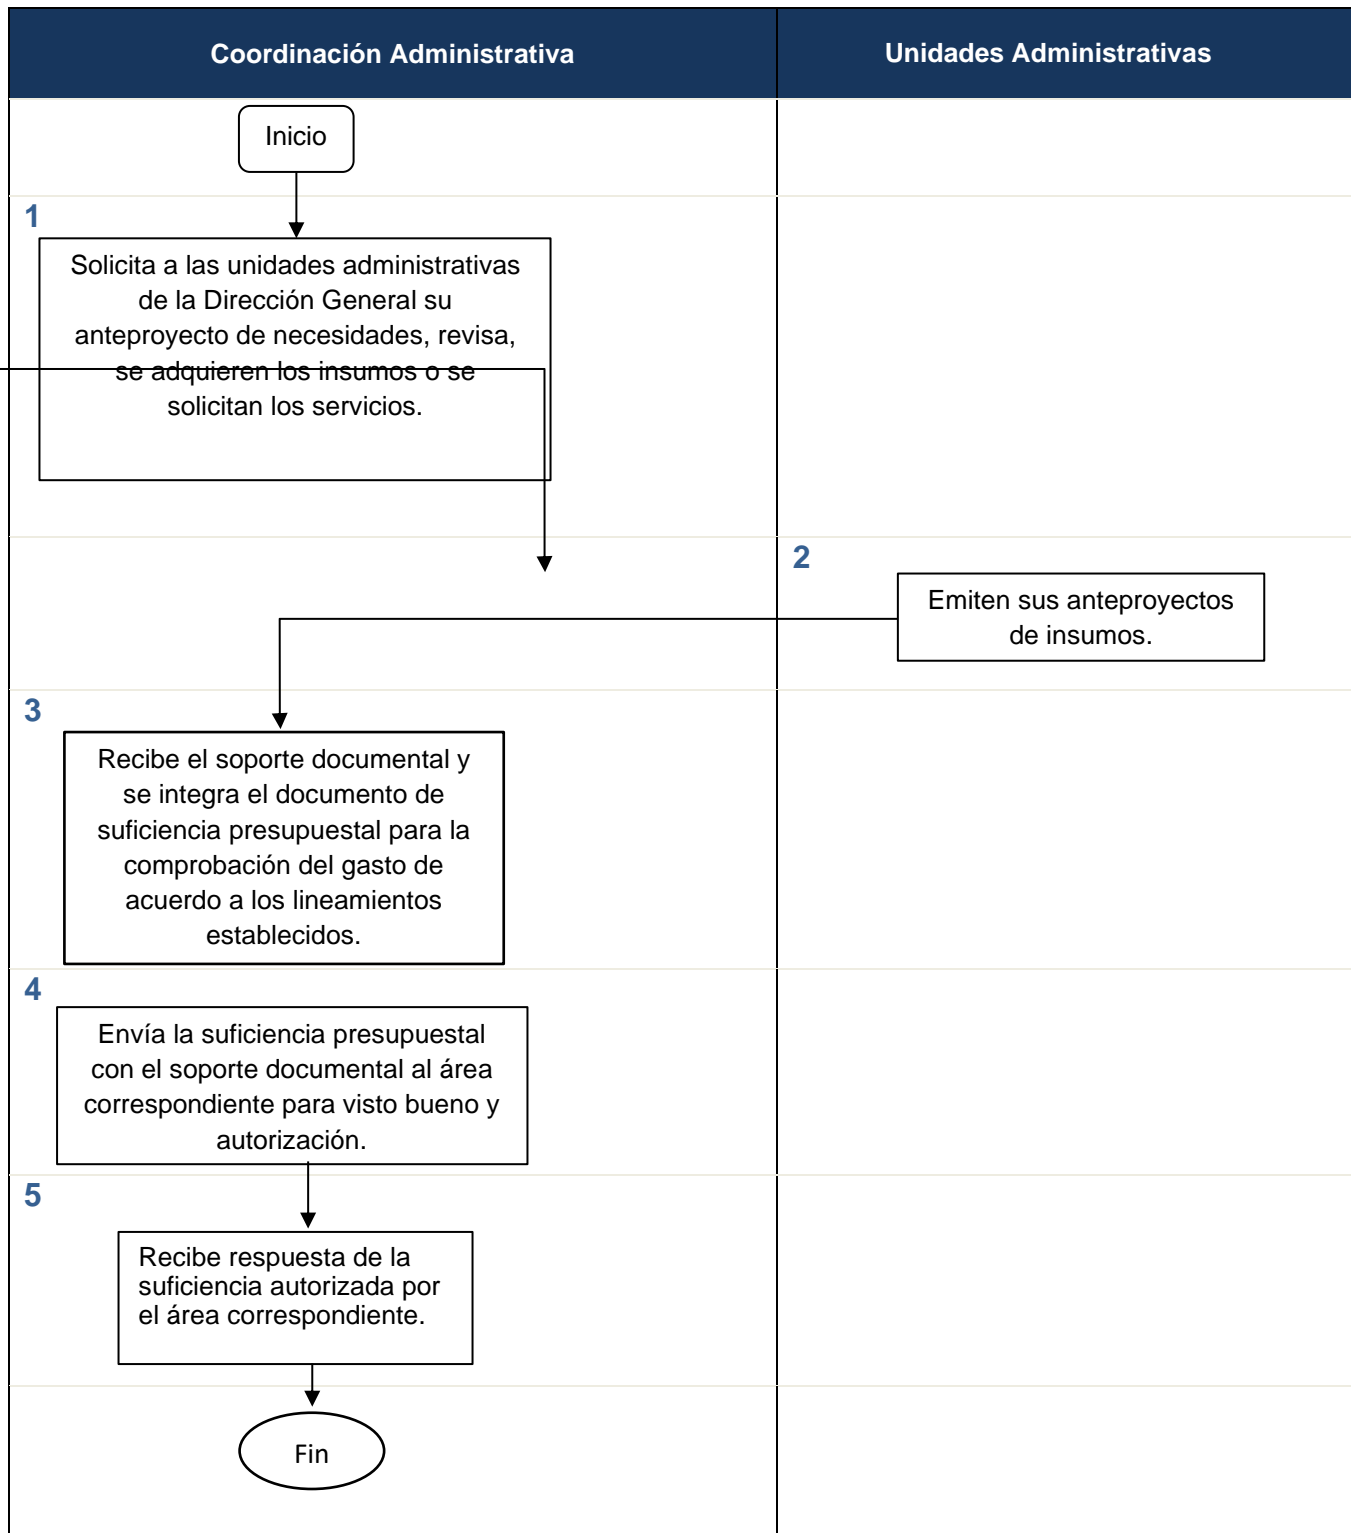 Coordinación Administrativa
Unidades Administrativas
Inicio
1
Solicita a las unidades administrativas
de la Dirección General su
anteproyecto de necesidades, revisa,
se adquieren los insumos o se
solicitan los servicios.
2
Emiten sus anteproyectos
de insumos.
3
Recibe el soporte documental y
se integra el documento de
suficiencia presupuestal para la
comprobación del gasto de
acuerdo a los lineamientos
establecidos.
4
Envía la suficiencia presupuestal
con el soporte documental al área
correspondiente para visto bueno y
autorización.
5
Recibe respuesta de la
suficiencia autorizada por
el área correspondiente.
Fin